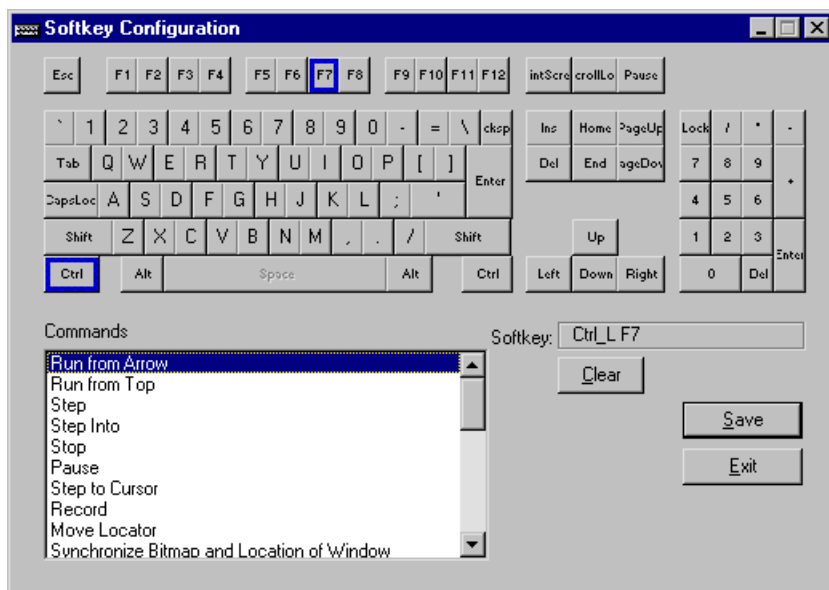 Softkey Configuration
Esc F1 F2 F3 F4 F5 F6 F7 F8 F9 F10 F11 F12 intScre crollLo Pause
` 1 2 3 4 5 6 7 8 9 0 - = \ cksp Ins Home PageUp Lock / * -
Tab Q W E R T Y U I O P [ ] Enter Del End ageDov 7 8 9 +
CapsLoc A S D F G H J K L ; ' 4 5 6
Shift Z X C V B N M , . / Shift Up 1 2 3 Enter
Ctrl Alt Space Alt Ctrl Left Down Right 0 Del
Commands
Softkey: Ctrl_L F7
Run from Arrow
Run from Top
Step
Step Into
Stop
Pause
Step to Cursor
Record
Move Locator
Synchronize Bitmap and Location of Window
Clear
Save
Exit